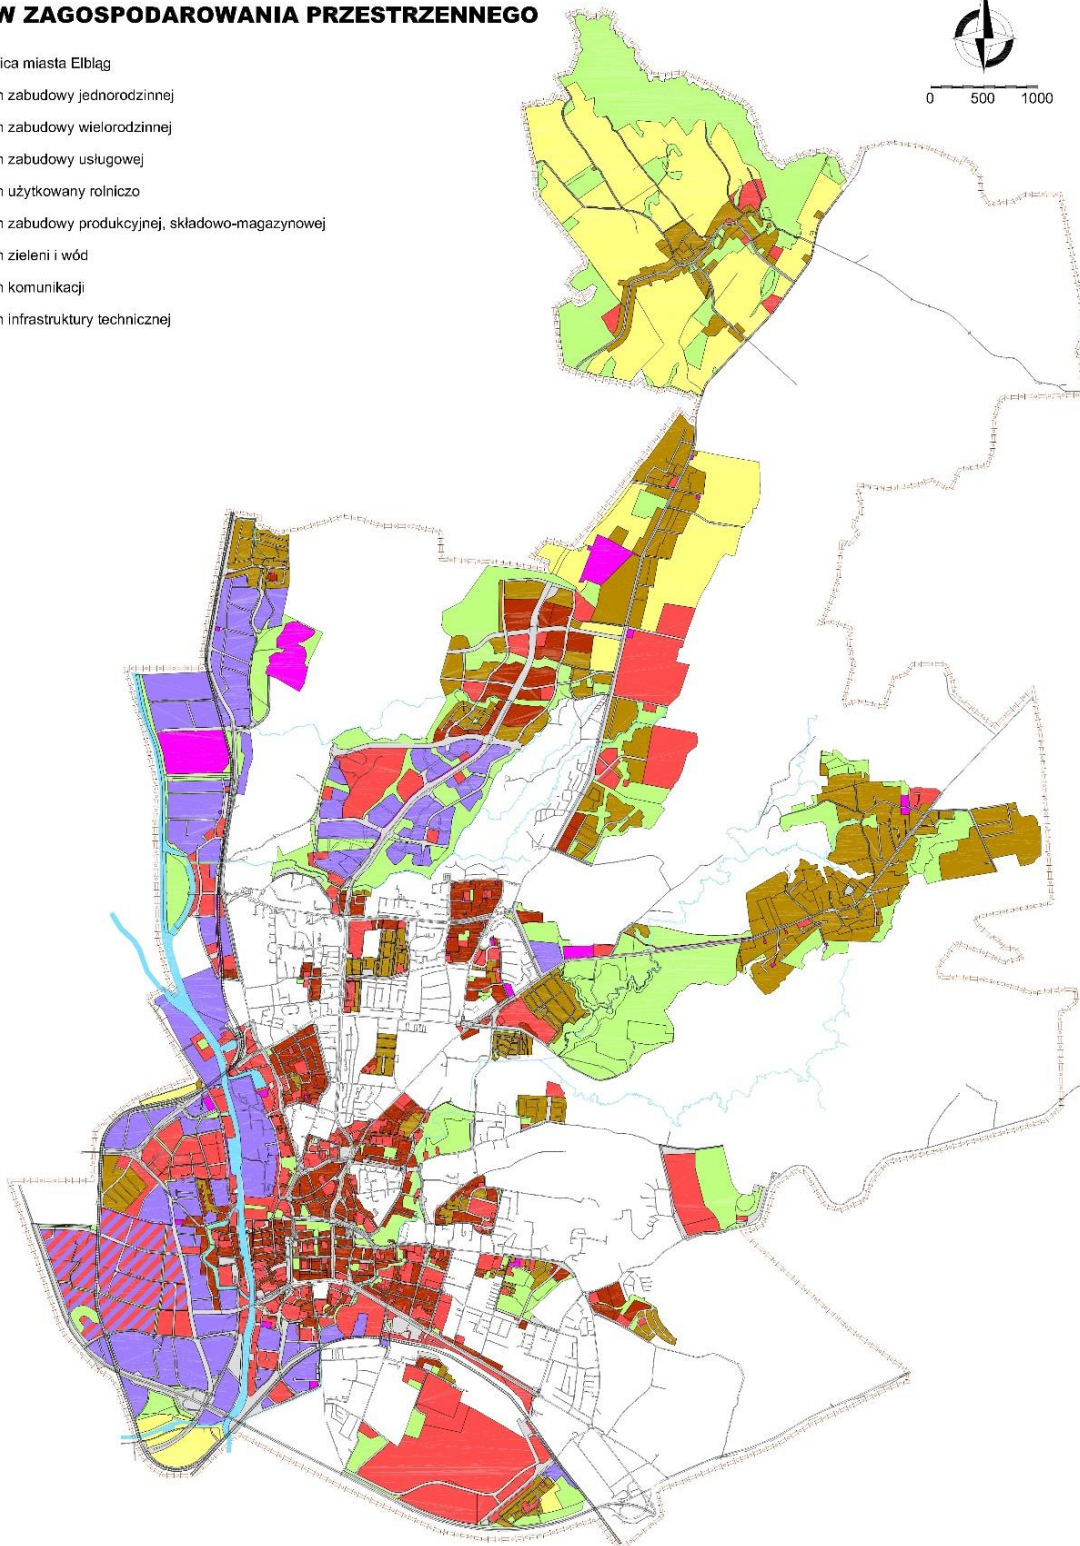 W ZAGOSPODAROWANIA PRZESTRZENNEGO
ica miasta Elbląg
n zabudowy jednorodzinnej
n zabudowy wielorodzinnej
n zabudowy usługowej
n użytkowany rolniczo
n zabudowy produkcyjnej, składowo-magazynowej
n zieleni i wód
n komunikacji
n infrastruktury technicznej
0 500 1000